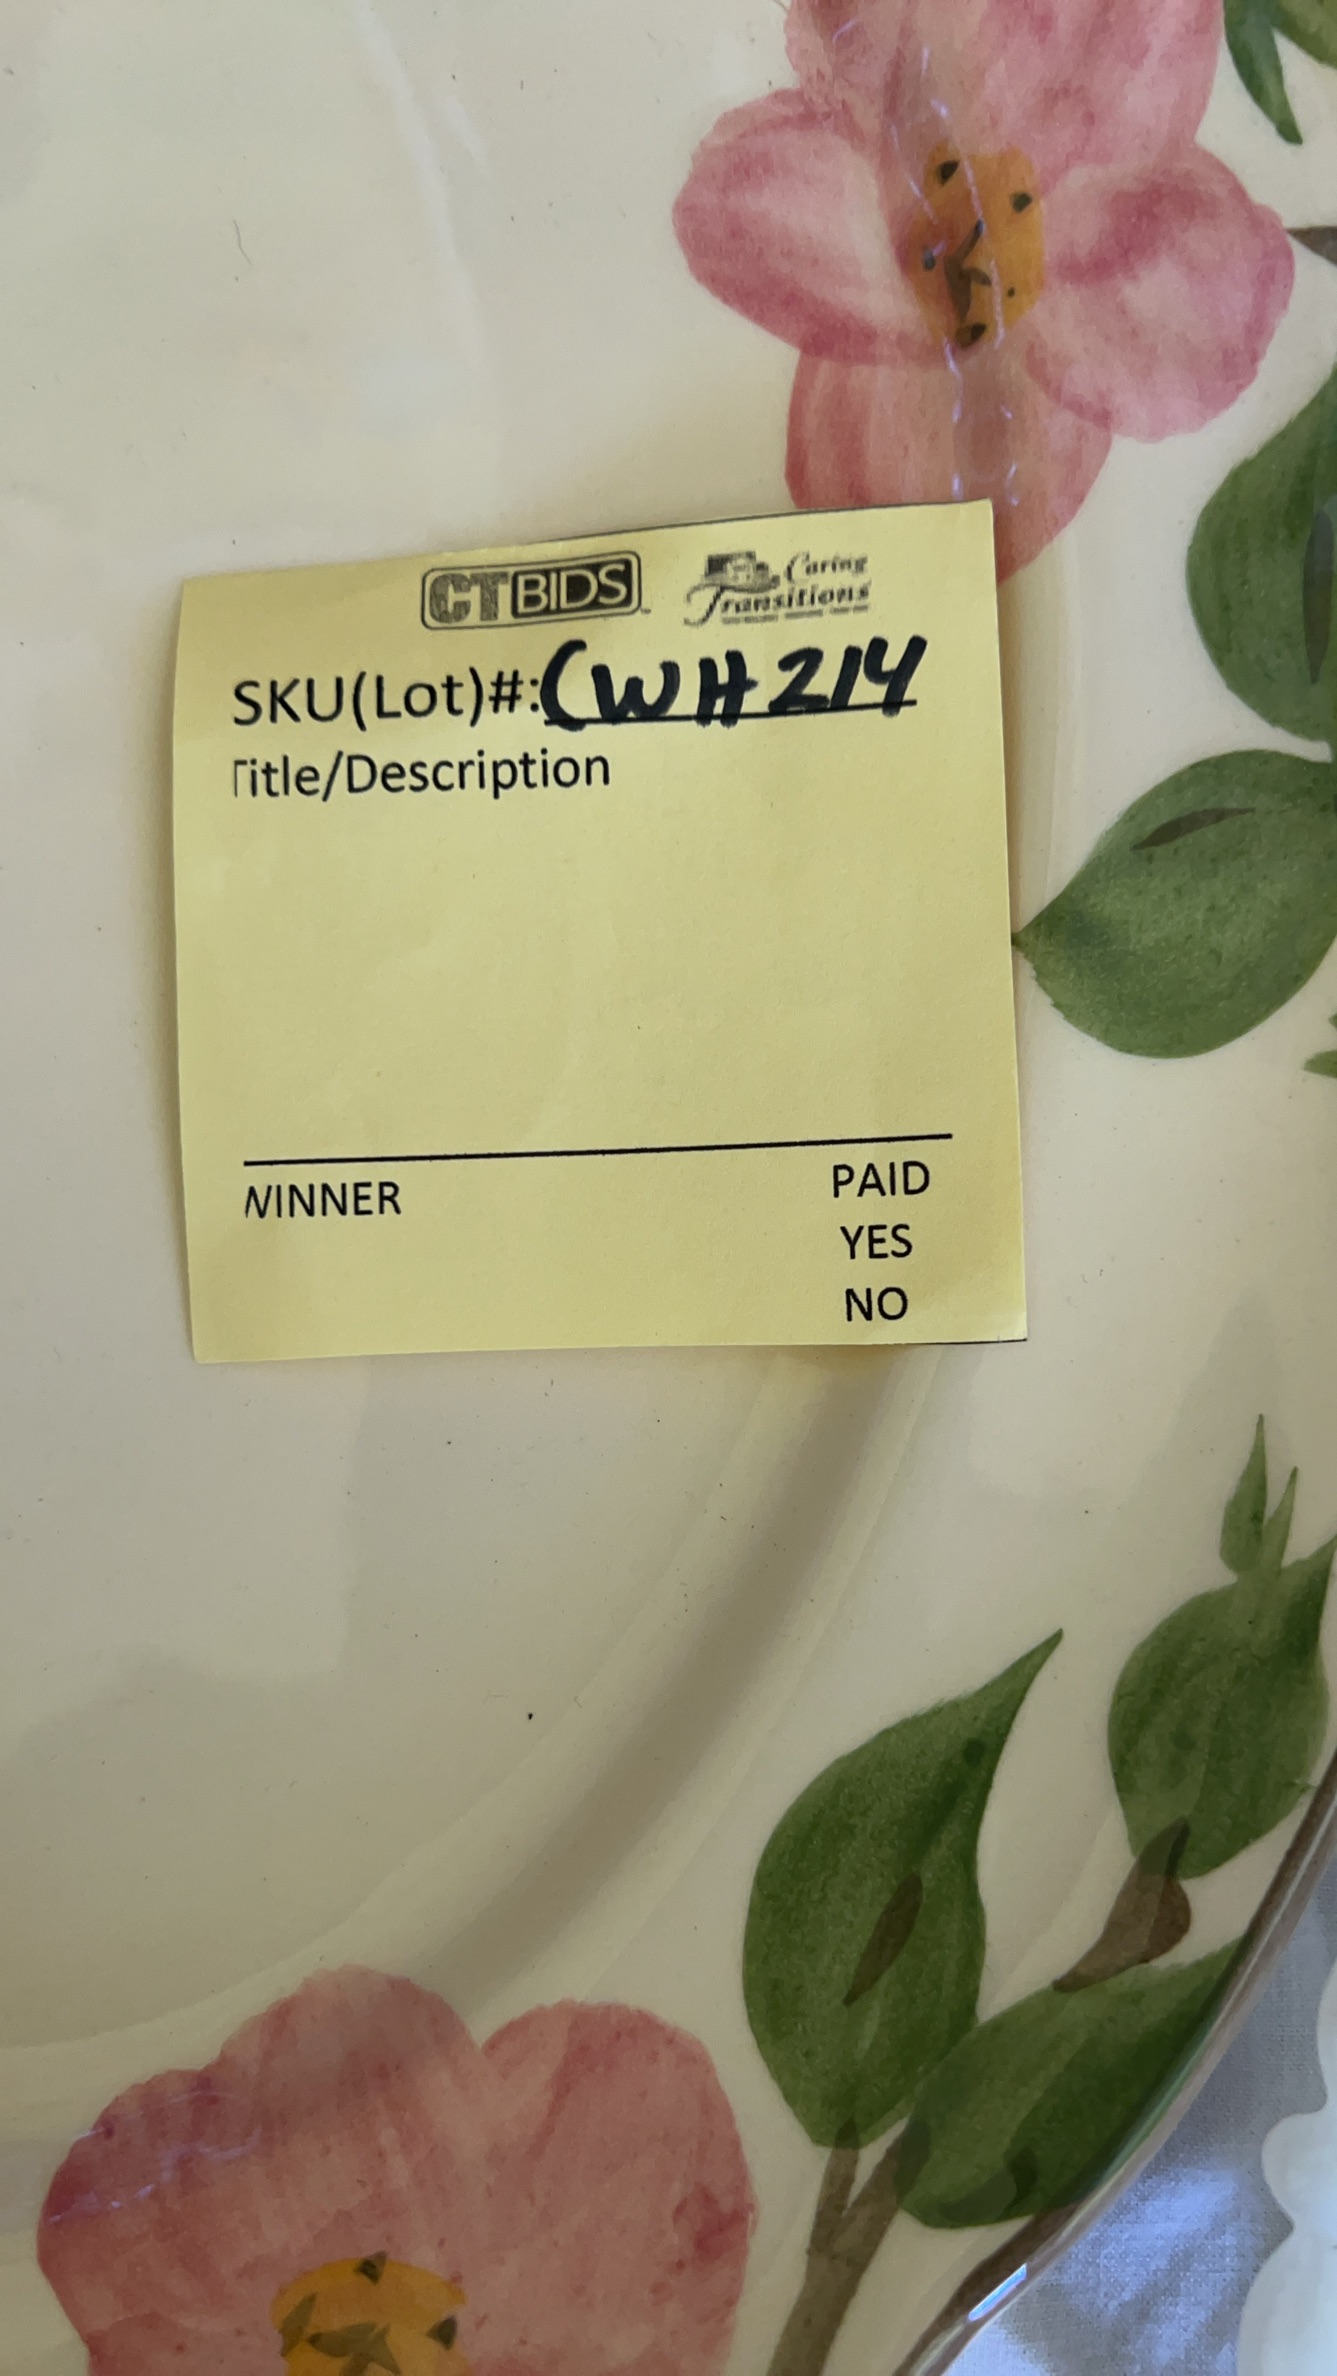 CTBIDS
Caring
Transitions
SKU(Lot)#: CWH214
Title/Description
WINNER
PAID
YES
NO